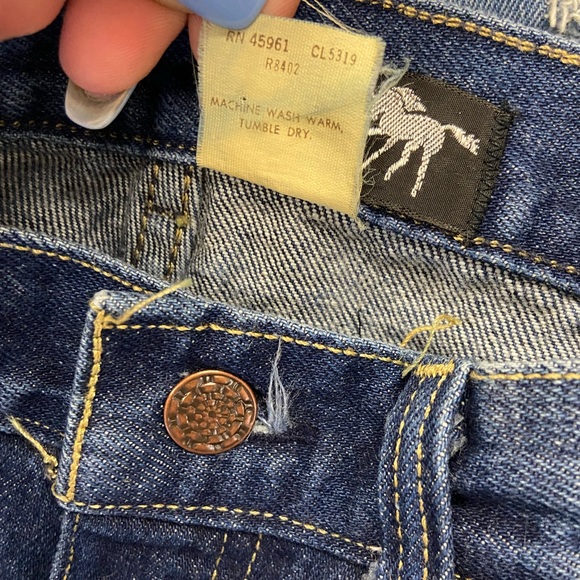 RN 45961 CL5319
R8402
MACHINE WASH WARM,
TUMBLE DRY.